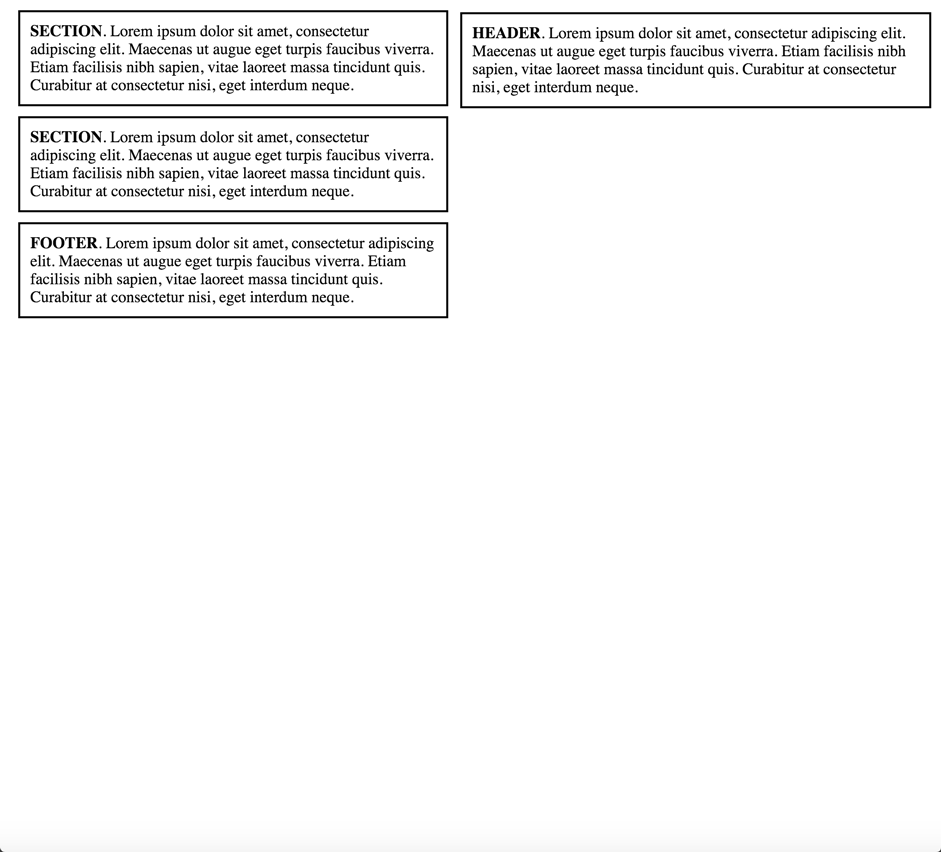 SECTION. Lorem ipsum dolor sit amet, consectetur
adipiscing elit. Maecenas ut augue eget turpis faucibus viverra.
Etiam facilisis nibh sapien, vitae laoreet massa tincidunt quis.
Curabitur at consectetur nisi, eget interdum neque.
SECTION. Lorem ipsum dolor sit amet, consectetur
adipiscing elit. Maecenas ut augue eget turpis faucibus viverra.
Etiam facilisis nibh sapien, vitae laoreet massa tincidunt quis.
Curabitur at consectetur nisi, eget interdum neque.
FOOTER. Lorem ipsum dolor sit amet, consectetur adipiscing
elit. Maecenas ut augue eget turpis faucibus viverra. Etiam
facilisis nibh sapien, vitae laoreet massa tincidunt quis.
Curabitur at consectetur nisi, eget interdum neque.
HEADER. Lorem ipsum dolor sit amet, consectetur adipiscing elit.
Maecenas ut augue eget turpis faucibus viverra. Etiam facilisis nibh
sapien, vitae laoreet massa tincidunt quis. Curabitur at consectetur
nisi, eget interdum neque.